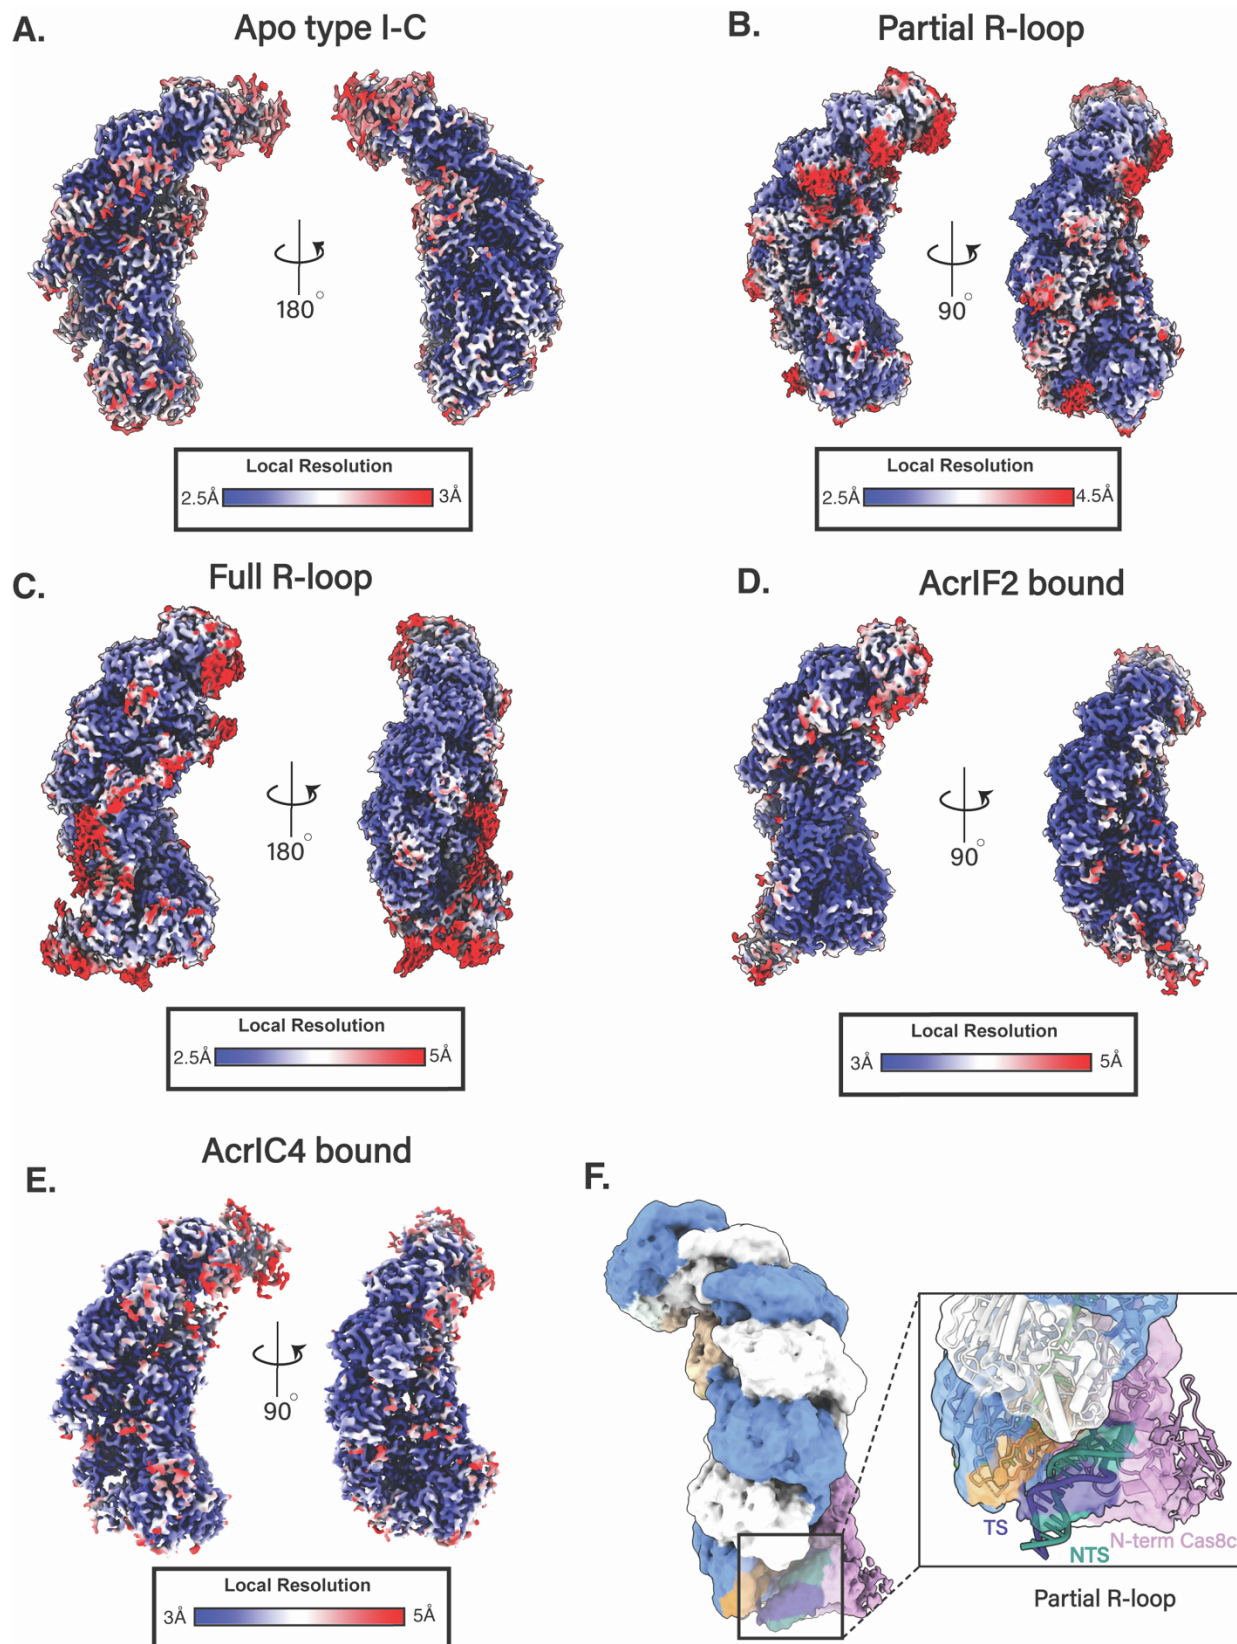 A.
Apo type I-C
180°
Local Resolution
2.5Å 3Å
B.
Partial R-loop
90°
Local Resolution
2.5Å 4.5Å
C.
Full R-loop
180°
Local Resolution
2.5Å 5Å
D.
AcrIF2 bound
90°
Local Resolution
3Å 5Å
E.
AcrIC4 bound
90°
Local Resolution
3Å 5Å
F.
TS
NTS
N-term Cas8c
Partial R-loop